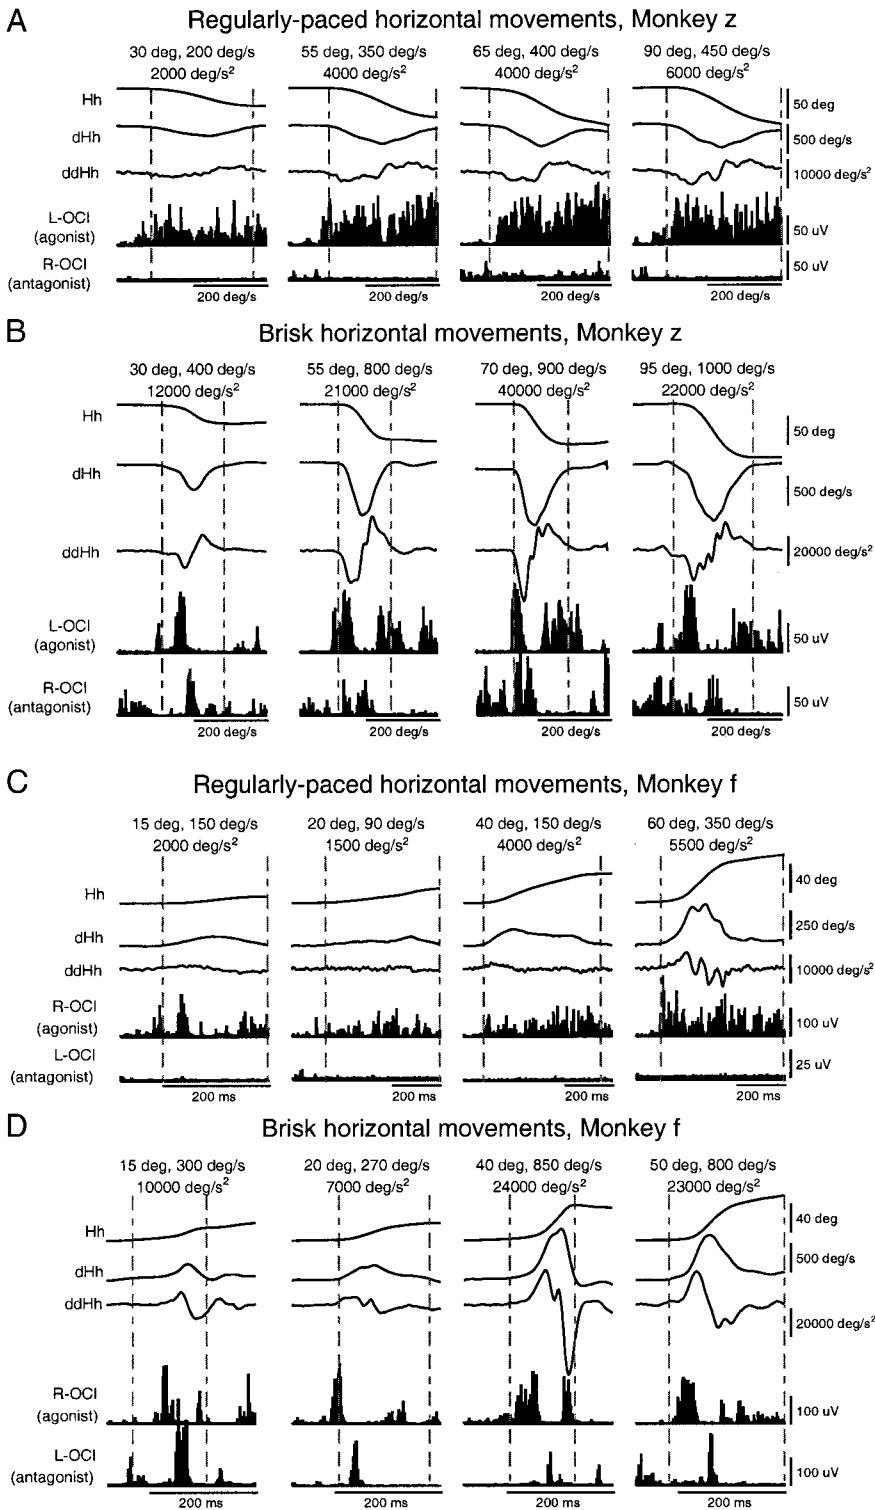 A
Regularly-paced horizontal movements, Monkey z
30 deg, 200 deg/s 55 deg, 350 deg/s 65 deg, 400 deg/s 90 deg, 450 deg/s
2000 deg/s² 4000 deg/s² 4000 deg/s² 6000 deg/s²
Hh 50 deg
dHh 500 deg/s
ddHh 10000 deg/s²
L-OCI
(agonist) 50 uV
R-OCI 50 uV
(antagonist)
200 deg/s 200 deg/s 200 deg/s 200 deg/s
B
Brisk horizontal movements, Monkey z
30 deg, 400 deg/s 55 deg, 800 deg/s 70 deg, 900 deg/s 95 deg, 1000 deg/s
12000 deg/s² 21000 deg/s² 40000 deg/s² 22000 deg/s²
Hh 50 deg
dHh 500 deg/s
ddHh 20000 deg/s²
L-OCI
(agonist) 50 uV
R-OCI
(antagonist) 50 uV
200 deg/s 200 deg/s 200 deg/s 200 deg/s
C
Regularly-paced horizontal movements, Monkey f
15 deg, 150 deg/s 20 deg, 90 deg/s 40 deg, 150 deg/s 60 deg, 350 deg/s
2000 deg/s² 1500 deg/s² 4000 deg/s² 5500 deg/s²
Hh 40 deg
dHh 250 deg/s
ddHh 10000 deg/s²
R-OCI
(agonist) 100 uV
L-OCI 25 uV
(antagonist)
200 ms 200 ms 200 ms 200 ms
D
Brisk horizontal movements, Monkey f
15 deg, 300 deg/s 20 deg, 270 deg/s 40 deg, 850 deg/s 50 deg, 800 deg/s
10000 deg/s² 7000 deg/s² 24000 deg/s² 23000 deg/s²
Hh 40 deg
dHh 500 deg/s
ddHh 20000 deg/s²
R-OCI
(agonist) 100 uV
L-OCI
(antagonist) 100 uV
200 ms 200 ms 200 ms 200 ms